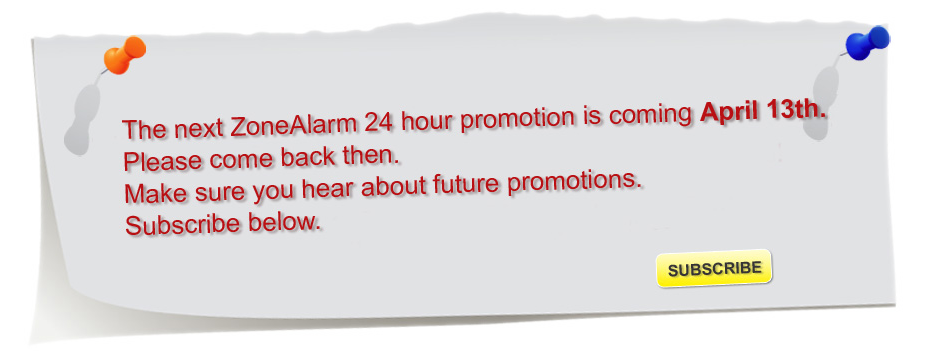 The next ZoneAlarm 24 hour promotion is coming April 13th.
Please come back then.
Make sure you hear about future promotions.
Subscribe below.
SUBSCRIBE